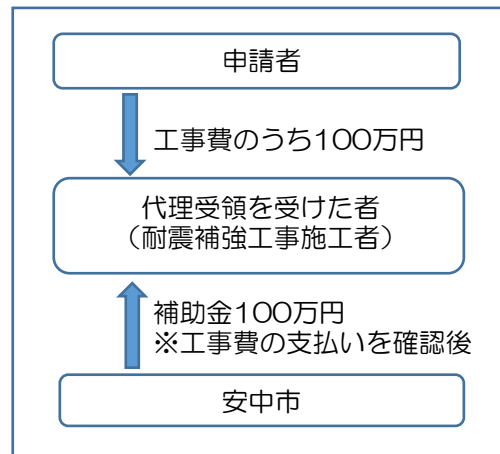 申請者
工事費のうち100万円
代理受領を受けた者
（耐震補強工事施工者）
補助金100万円
※工事費の支払いを確認後
安中市